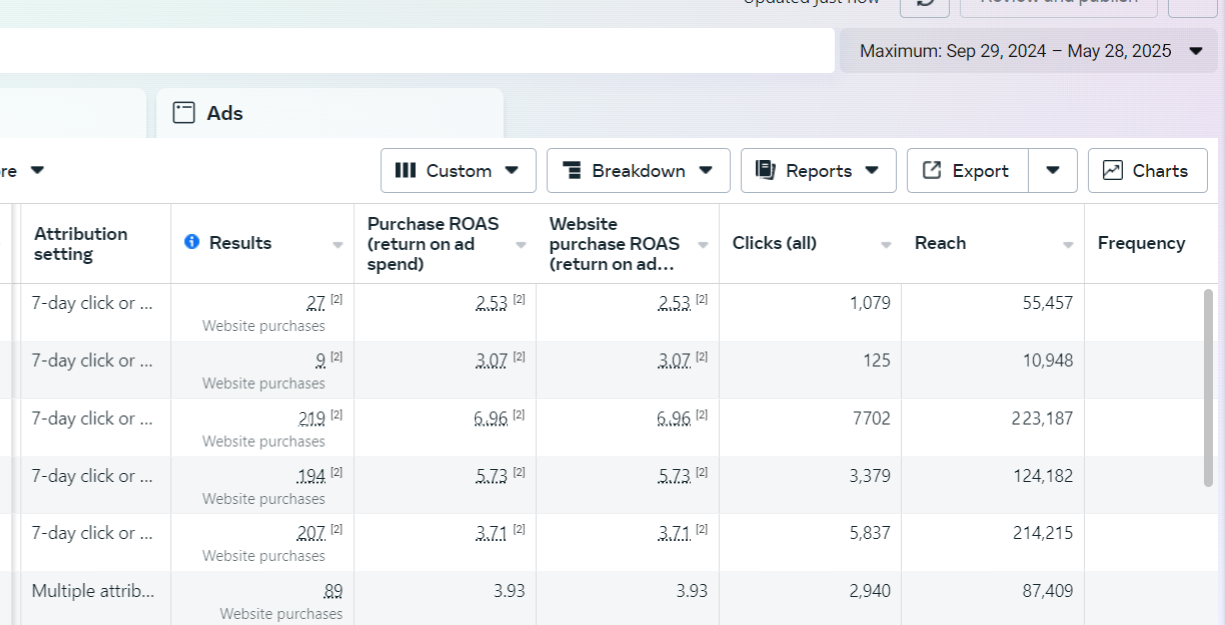 Updated just now
Review and publish
Maximum: Sep 29, 2024 – May 28, 2025
Ads
re
Custom
Breakdown
Reports
Export
Charts
Attribution setting
Results
Purchase ROAS (return on ad spend)
Website purchase ROAS (return on ad...
Clicks (all)
Reach
Frequency
7-day click or ... 27 [2] 2.53 [2] 2.53 [2] 1,079 55,457
Website purchases
7-day click or ... 9 [2] 3.07 [2] 3.07 [2] 125 10,948
Website purchases
7-day click or ... 219 [2] 6.96 [2] 6.96 [2] 7702 223,187
Website purchases
7-day click or ... 194 [2] 5.73 [2] 5.73 [2] 3,379 124,182
Website purchases
7-day click or ... 207 [2] 3.71 [2] 3.71 [2] 5,837 214,215
Website purchases
Multiple attrib... 89 3.93 3.93 2,940 87,409
Website purchases